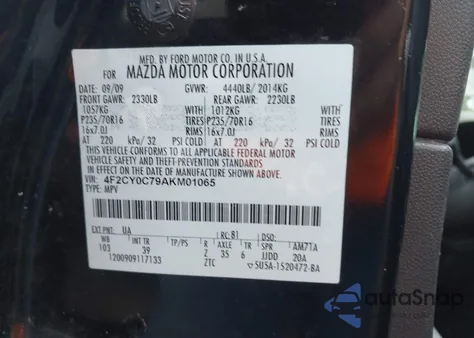 MFD. BY FORD MOTOR CO. IN U.S.A.
FOR MAZDA MOTOR CORPORATION
DATE: 09/09 GVWR: 4440LB/ 2014KG
FRONT GAWR: 2330LB REAR GAWR: 2230LB
1057KG 1012KG
P235/70R16 TIRES P235/70R16 TIRES
16x7.0J RIMS 16x7.0J RIMS
AT 220 kPa/ 32 PSI COLD AT 220 kPa/ 32 PSI COLD
THIS VEHICLE CONFORMS TO ALL APPLICABLE FEDERAL MOTOR
VEHICLE SAFETY AND THEFT-PREVENTION STANDARDS
IN EFFECT ON THE DATE OF MANUFACTURE SHOWN ABOVE.
VIN: 4F2CY0C79AKM01065
TYPE: MPV
EXT PNT: UA RC: 81 DSO:
WB INT TR TP/PS R AXLE TR SPR AM7TA
103 39 Z 35 6 JJDD 20A
1200909117133 ZTC 5USA-1520472-BA
autoSnap